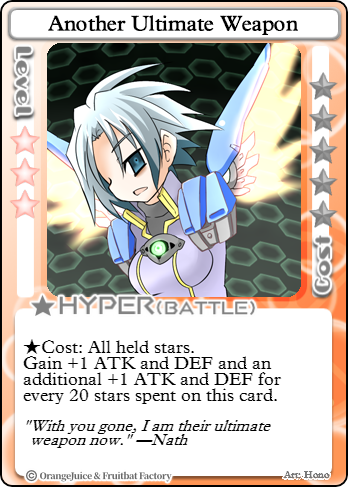 Another Ultimate Weapon
Level
Cost
★HYPER(BATTLE)
★Cost: All held stars.
Gain +1 ATK and DEF and an
additional +1 ATK and DEF for
every 20 stars spent on this card.
"With you gone, I am their ultimate
weapon now." —Nath
© OrangeJuice & Fruitbat Factory
Art: Hono